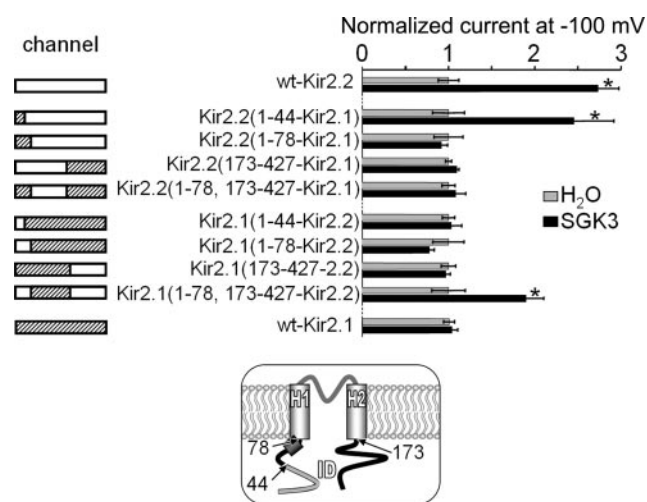 Normalized current at -100 mV
channel
0 1 2 3
wt-Kir2.2
*
Kir2.2(1-44-Kir2.1)
*
Kir2.2(1-78-Kir2.1)
Kir2.2(173-427-Kir2.1)
Kir2.2(1-78, 173-427-Kir2.1)
H₂O
SGK3
Kir2.1(1-44-Kir2.2)
Kir2.1(1-78-Kir2.2)
Kir2.1(173-427-2.2)
Kir2.1(1-78, 173-427-Kir2.2)
*
wt-Kir2.1
H1 H2
78 173
44 ID